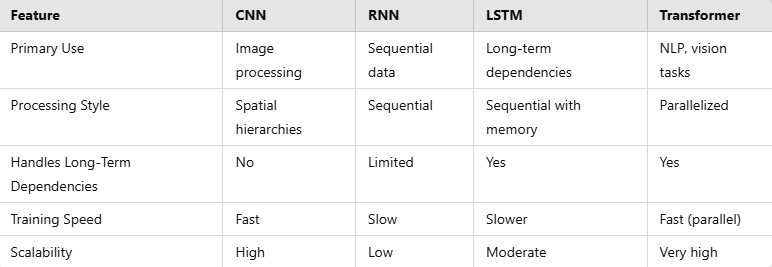 Feature CNN RNN LSTM Transformer
Primary Use Image Sequential Long-term NLP, vision
processing data dependencies tasks
Processing Style Spatial Sequential Sequential with Parallelized
hierarchies memory
Handles Long-Term No Limited Yes Yes
Dependencies
Training Speed Fast Slow Slower Fast (parallel)
Scalability High Low Moderate Very high